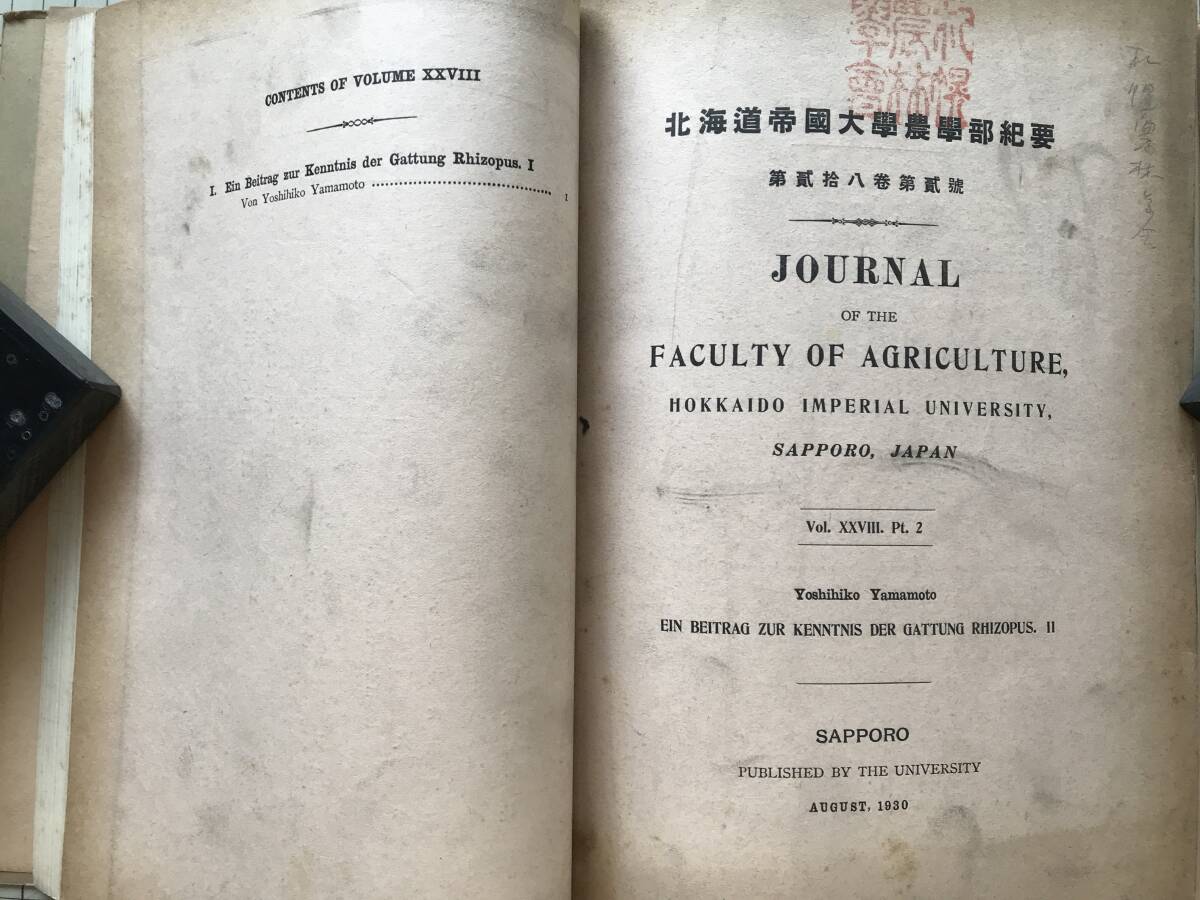 CONTENTS OF VOLUME XXVIII
I. Ein Beitrag zur Kenntnis der Gattung Rhizopus. I
Von Yoshihiko Yamamoto ........................................ 1
北海道帝國大學農學部紀要
第貳拾八卷第貳號
JOURNAL
OF THE
FACULTY OF AGRICULTURE,
HOKKAIDO IMPERIAL UNIVERSITY,
SAPPORO, JAPAN
Vol. XXVIII. Pt. 2
Yoshihiko Yamamoto
EIN BEITRAG ZUR KENNTNIS DER GATTUNG RHIZOPUS. II
SAPPORO
PUBLISHED BY THE UNIVERSITY
AUGUST, 1930